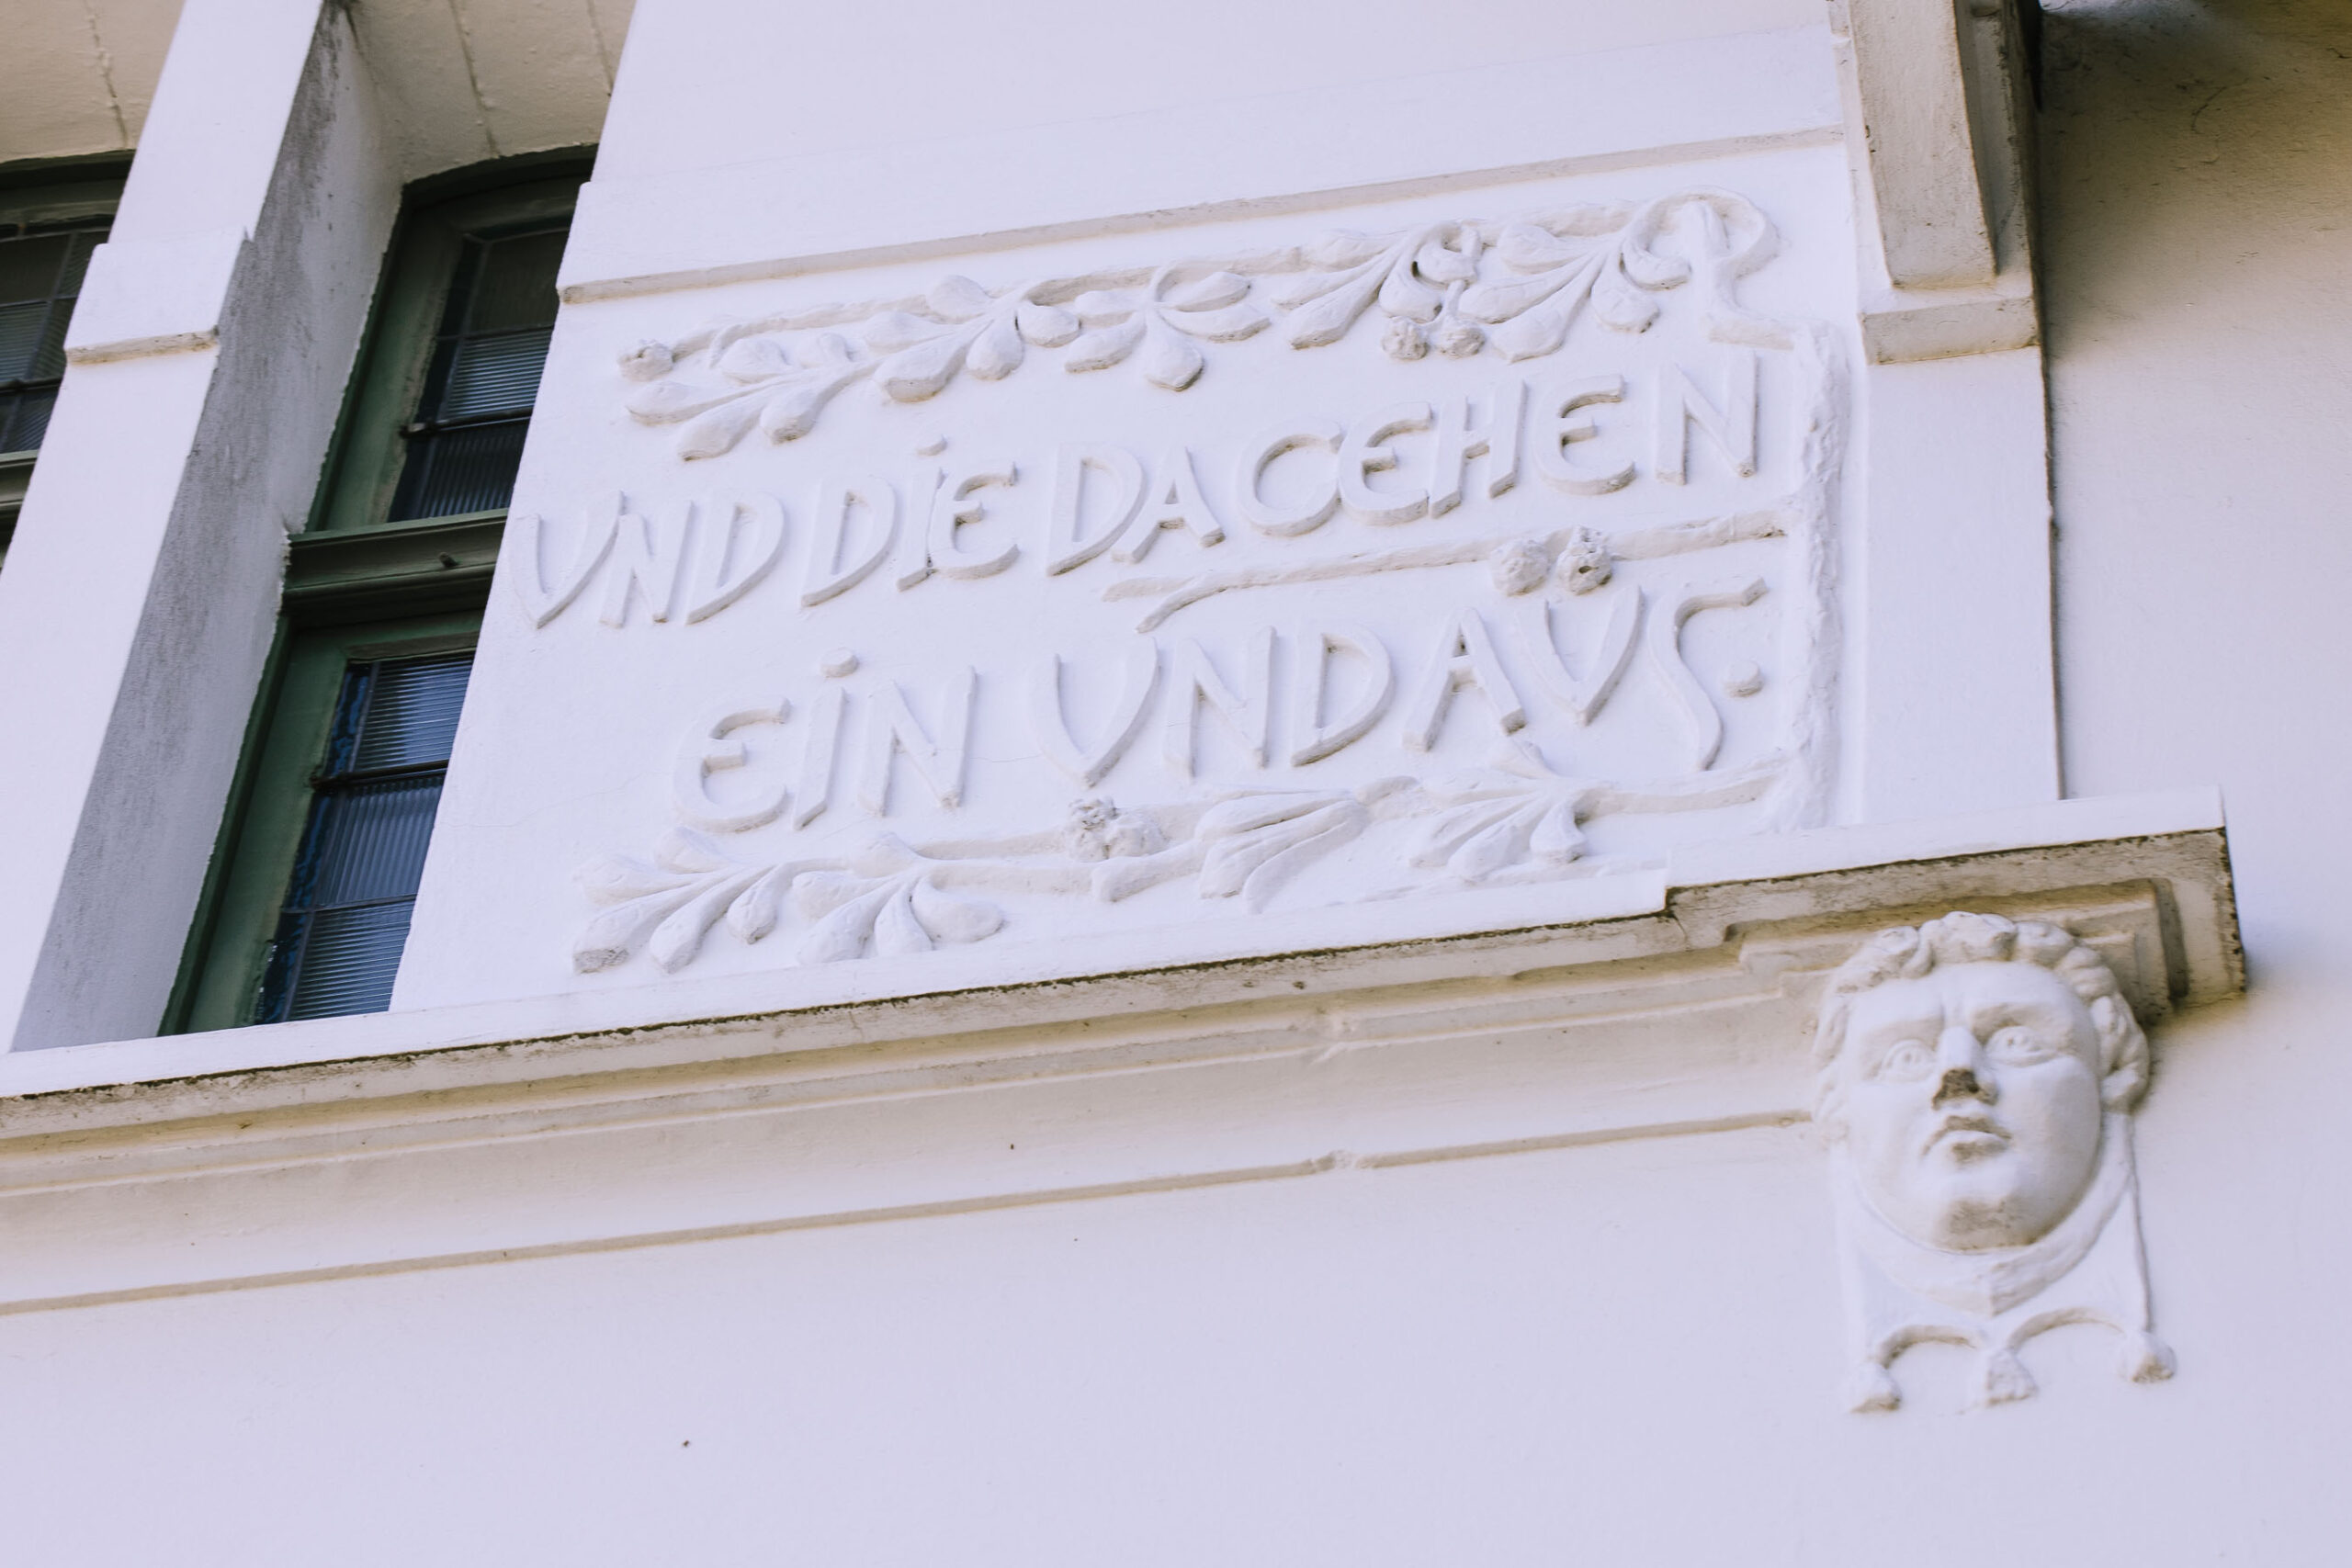 UND DiE DA GEHEN
EiN UND AUS.